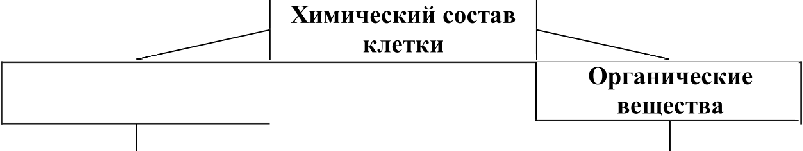 Химический состав
клетки
Органические
вещества